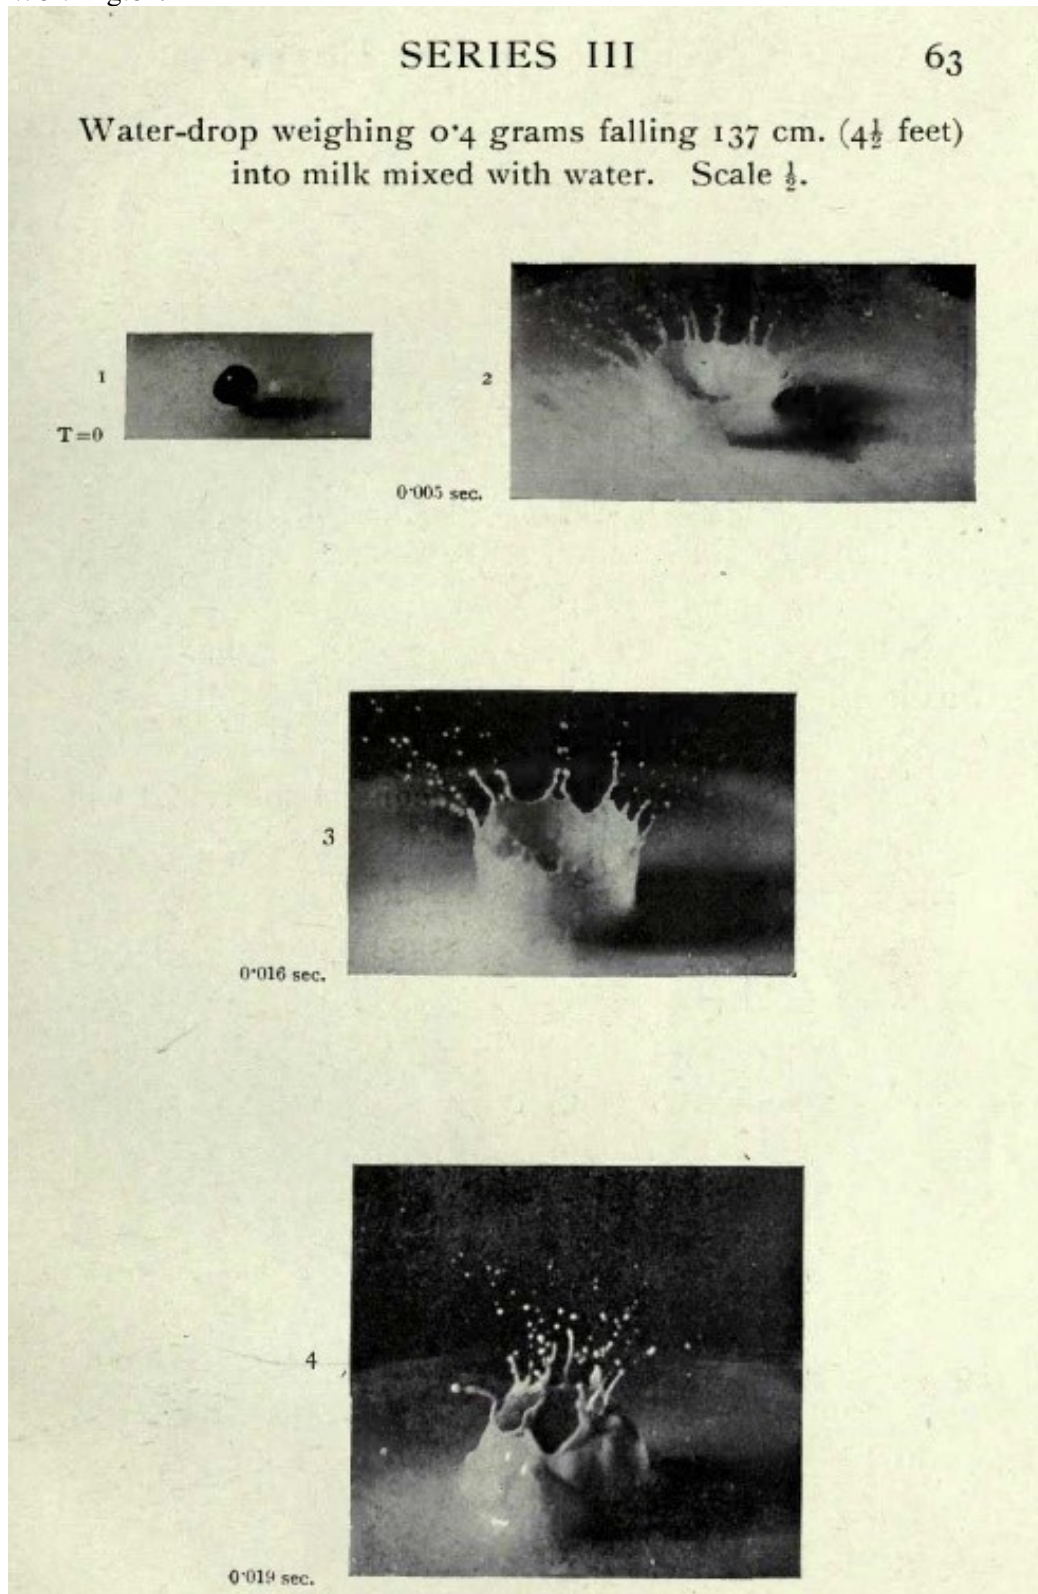 SERIES III 63
Water-drop weighing 0·4 grams falling 137 cm. (4½ feet)
into milk mixed with water. Scale ½.
1
T=0
2
0·005 sec.
3
0·016 sec.
4
0·019 sec.